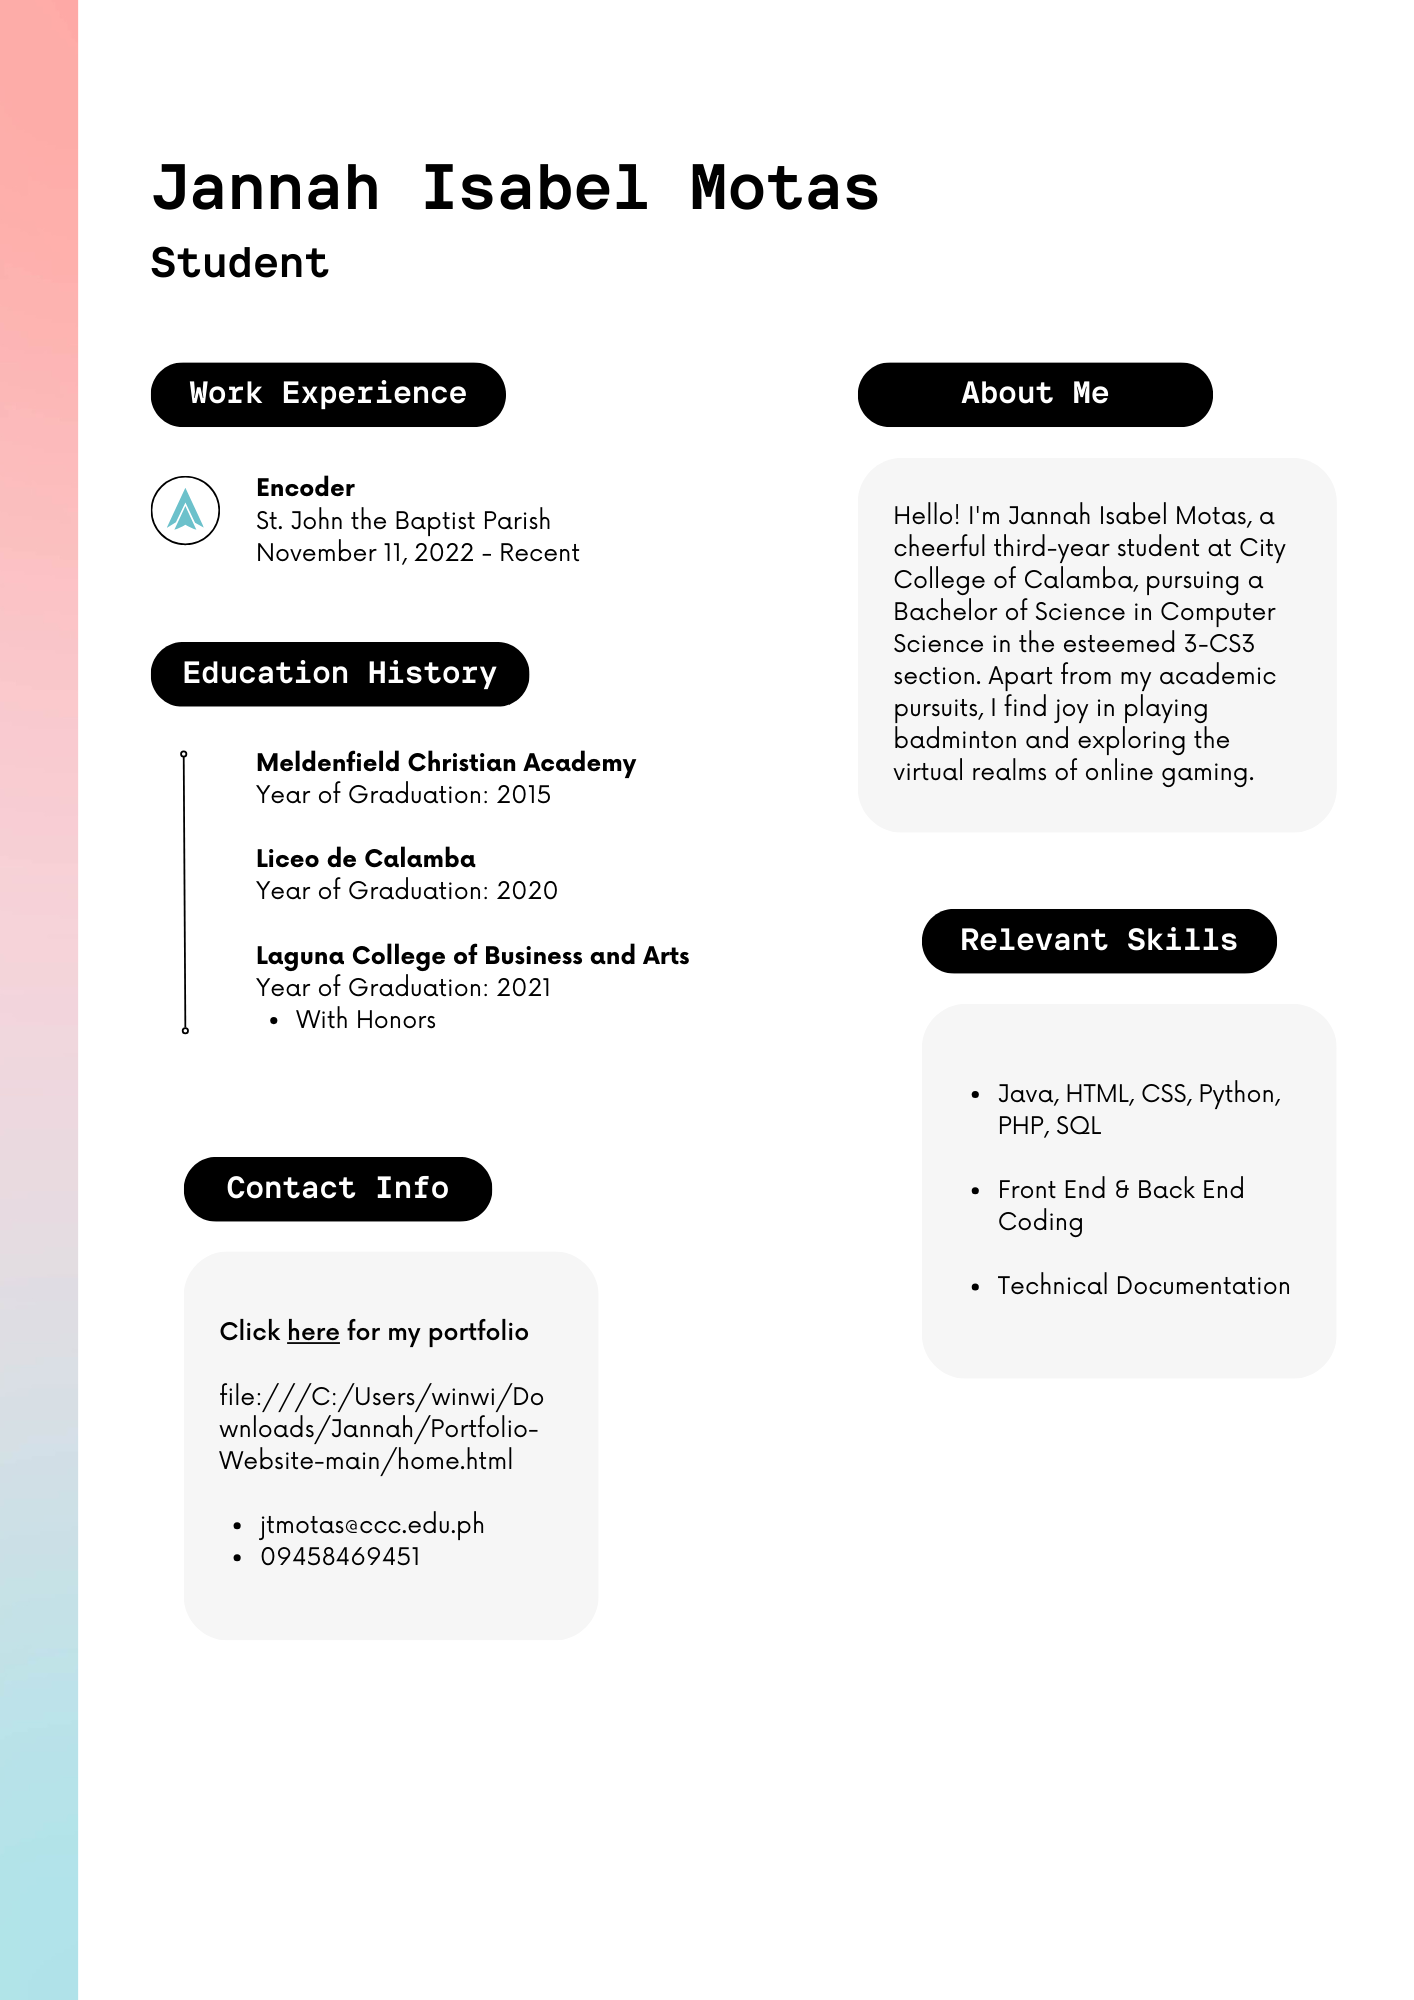 Jannah Isabel Motas
Student
Work Experience
Encoder
St. John the Baptist Parish
November 11, 2022 - Recent
Education History
Meldenfield Christian Academy
Year of Graduation: 2015
Liceo de Calamba
Year of Graduation: 2020
Laguna College of Business and Arts
Year of Graduation: 2021
• With Honors
Contact Info
Click here for my portfolio
file:///C:/Users/winwi/Do
wnloads/Jannah/Portfolio-
Website-main/home.html
• jtmotas@ccc.edu.ph
• 09458469451
About Me
Hello! I'm Jannah Isabel Motas, a
cheerful third-year student at City
College of Calamba, pursuing a
Bachelor of Science in Computer
Science in the esteemed 3-CS3
section. Apart from my academic
pursuits, I find joy in playing
badminton and exploring the
virtual realms of online gaming.
Relevant Skills
• Java, HTML, CSS, Python,
PHP, SQL
• Front End & Back End
Coding
• Technical Documentation